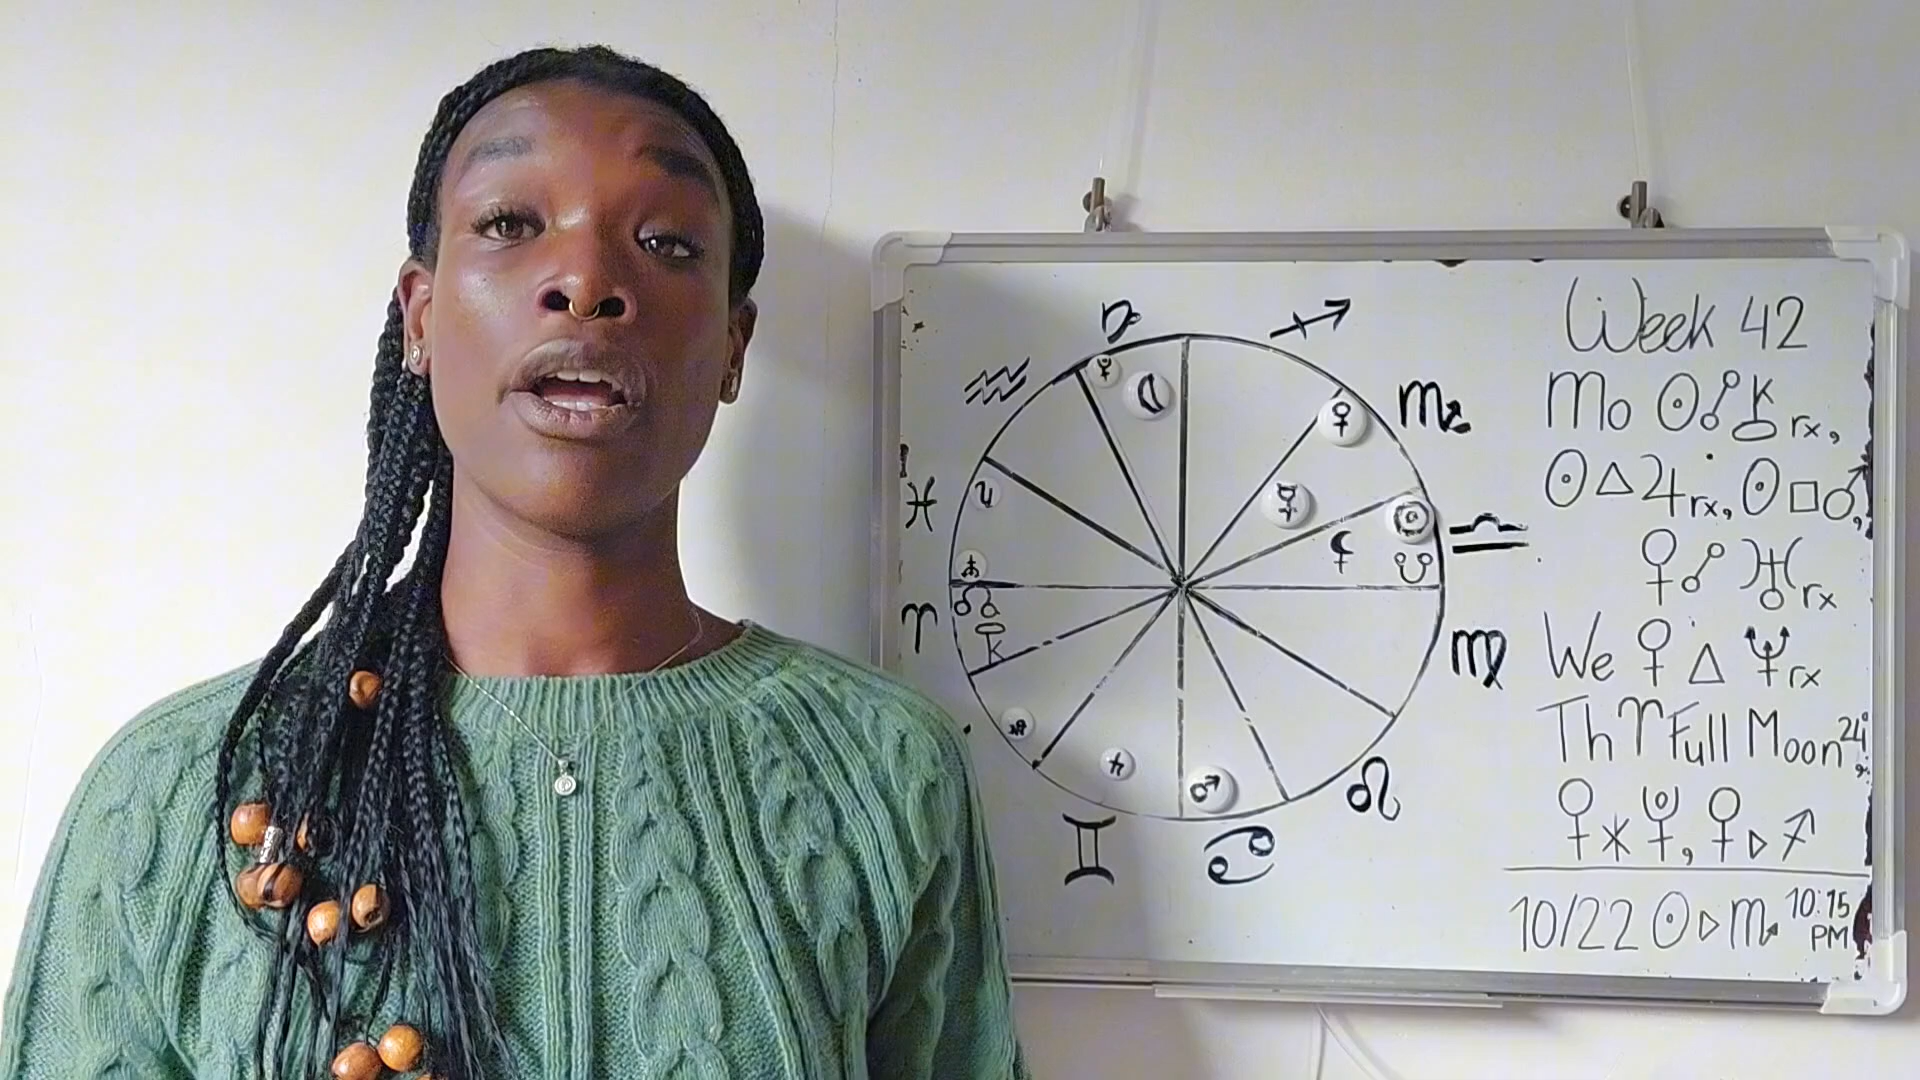 Week 42
Mo ☉☍⚷rx,
☉△♃rx, ☉□♂,
♀☍♅rx
We ♀△♆rx
Th ♈Full Moon 24°,
♀⚹⯓, ♀▹♐
10/22 ☉▹♏ 10:15 PM
♑ ♐
♒ ♏
♓ ♎
♈ ♍
♌
♊ ♋